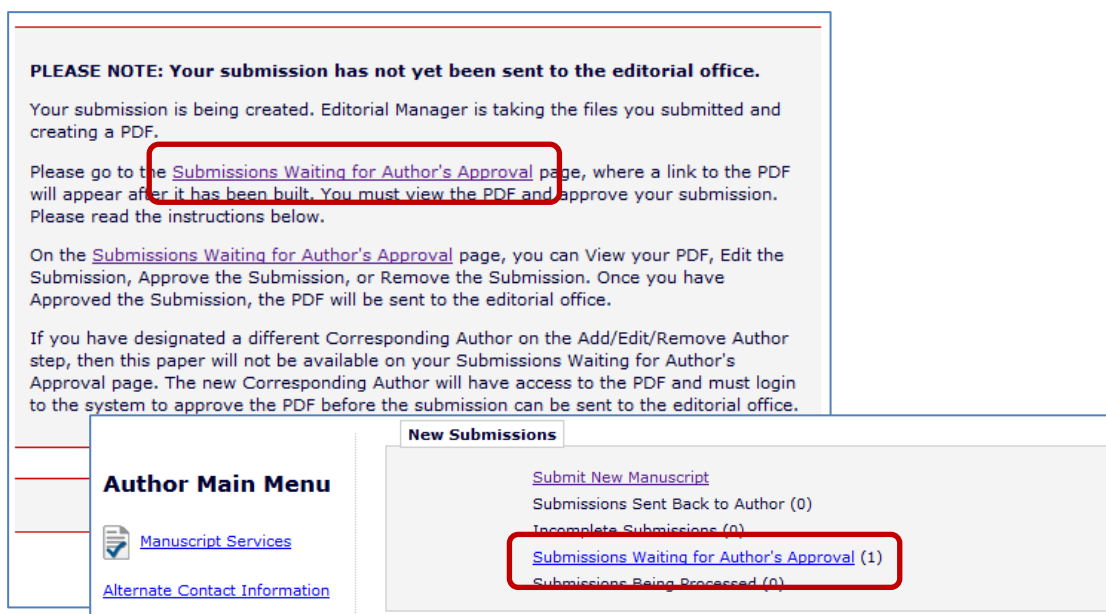 PLEASE NOTE: Your submission has not yet been sent to the editorial office.
Your submission is being created. Editorial Manager is taking the files you submitted and
creating a PDF.
Please go to the Submissions Waiting for Author's Approval page, where a link to the PDF
will appear after it has been built. You must view the PDF and approve your submission.
Please read the instructions below.
On the Submissions Waiting for Author's Approval page, you can View your PDF, Edit the
Submission, Approve the Submission, or Remove the Submission. Once you have
Approved the Submission, the PDF will be sent to the editorial office.
If you have designated a different Corresponding Author on the Add/Edit/Remove Author
step, then this paper will not be available on your Submissions Waiting for Author's
Approval page. The new Corresponding Author will have access to the PDF and must login
to the system to approve the PDF before the submission can be sent to the editorial office.
New Submissions
Author Main Menu
Manuscript Services
Alternate Contact Information
Submit New Manuscript
Submissions Sent Back to Author (0)
Incomplete Submissions (0)
Submissions Waiting for Author's Approval (1)
Submissions Being Processed (0)